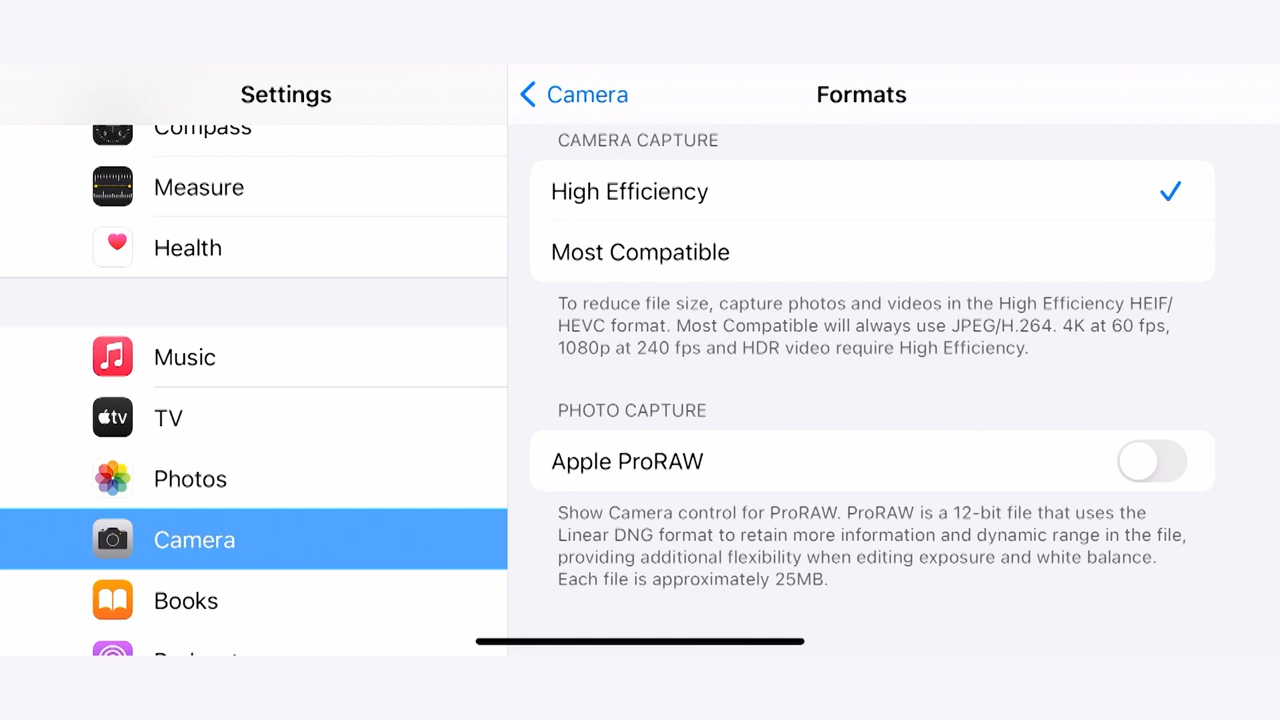 Settings
Compass
Measure
Health
Music
tv
TV
Photos
Camera
Books
Camera
Formats
CAMERA CAPTURE
High Efficiency
Most Compatible
To reduce file size, capture photos and videos in the High Efficiency HEIF/
HEVC format. Most Compatible will always use JPEG/H.264. 4K at 60 fps,
1080p at 240 fps and HDR video require High Efficiency.
PHOTO CAPTURE
Apple ProRAW
Show Camera control for ProRAW. ProRAW is a 12-bit file that uses the
Linear DNG format to retain more information and dynamic range in the file,
providing additional flexibility when editing exposure and white balance.
Each file is approximately 25MB.